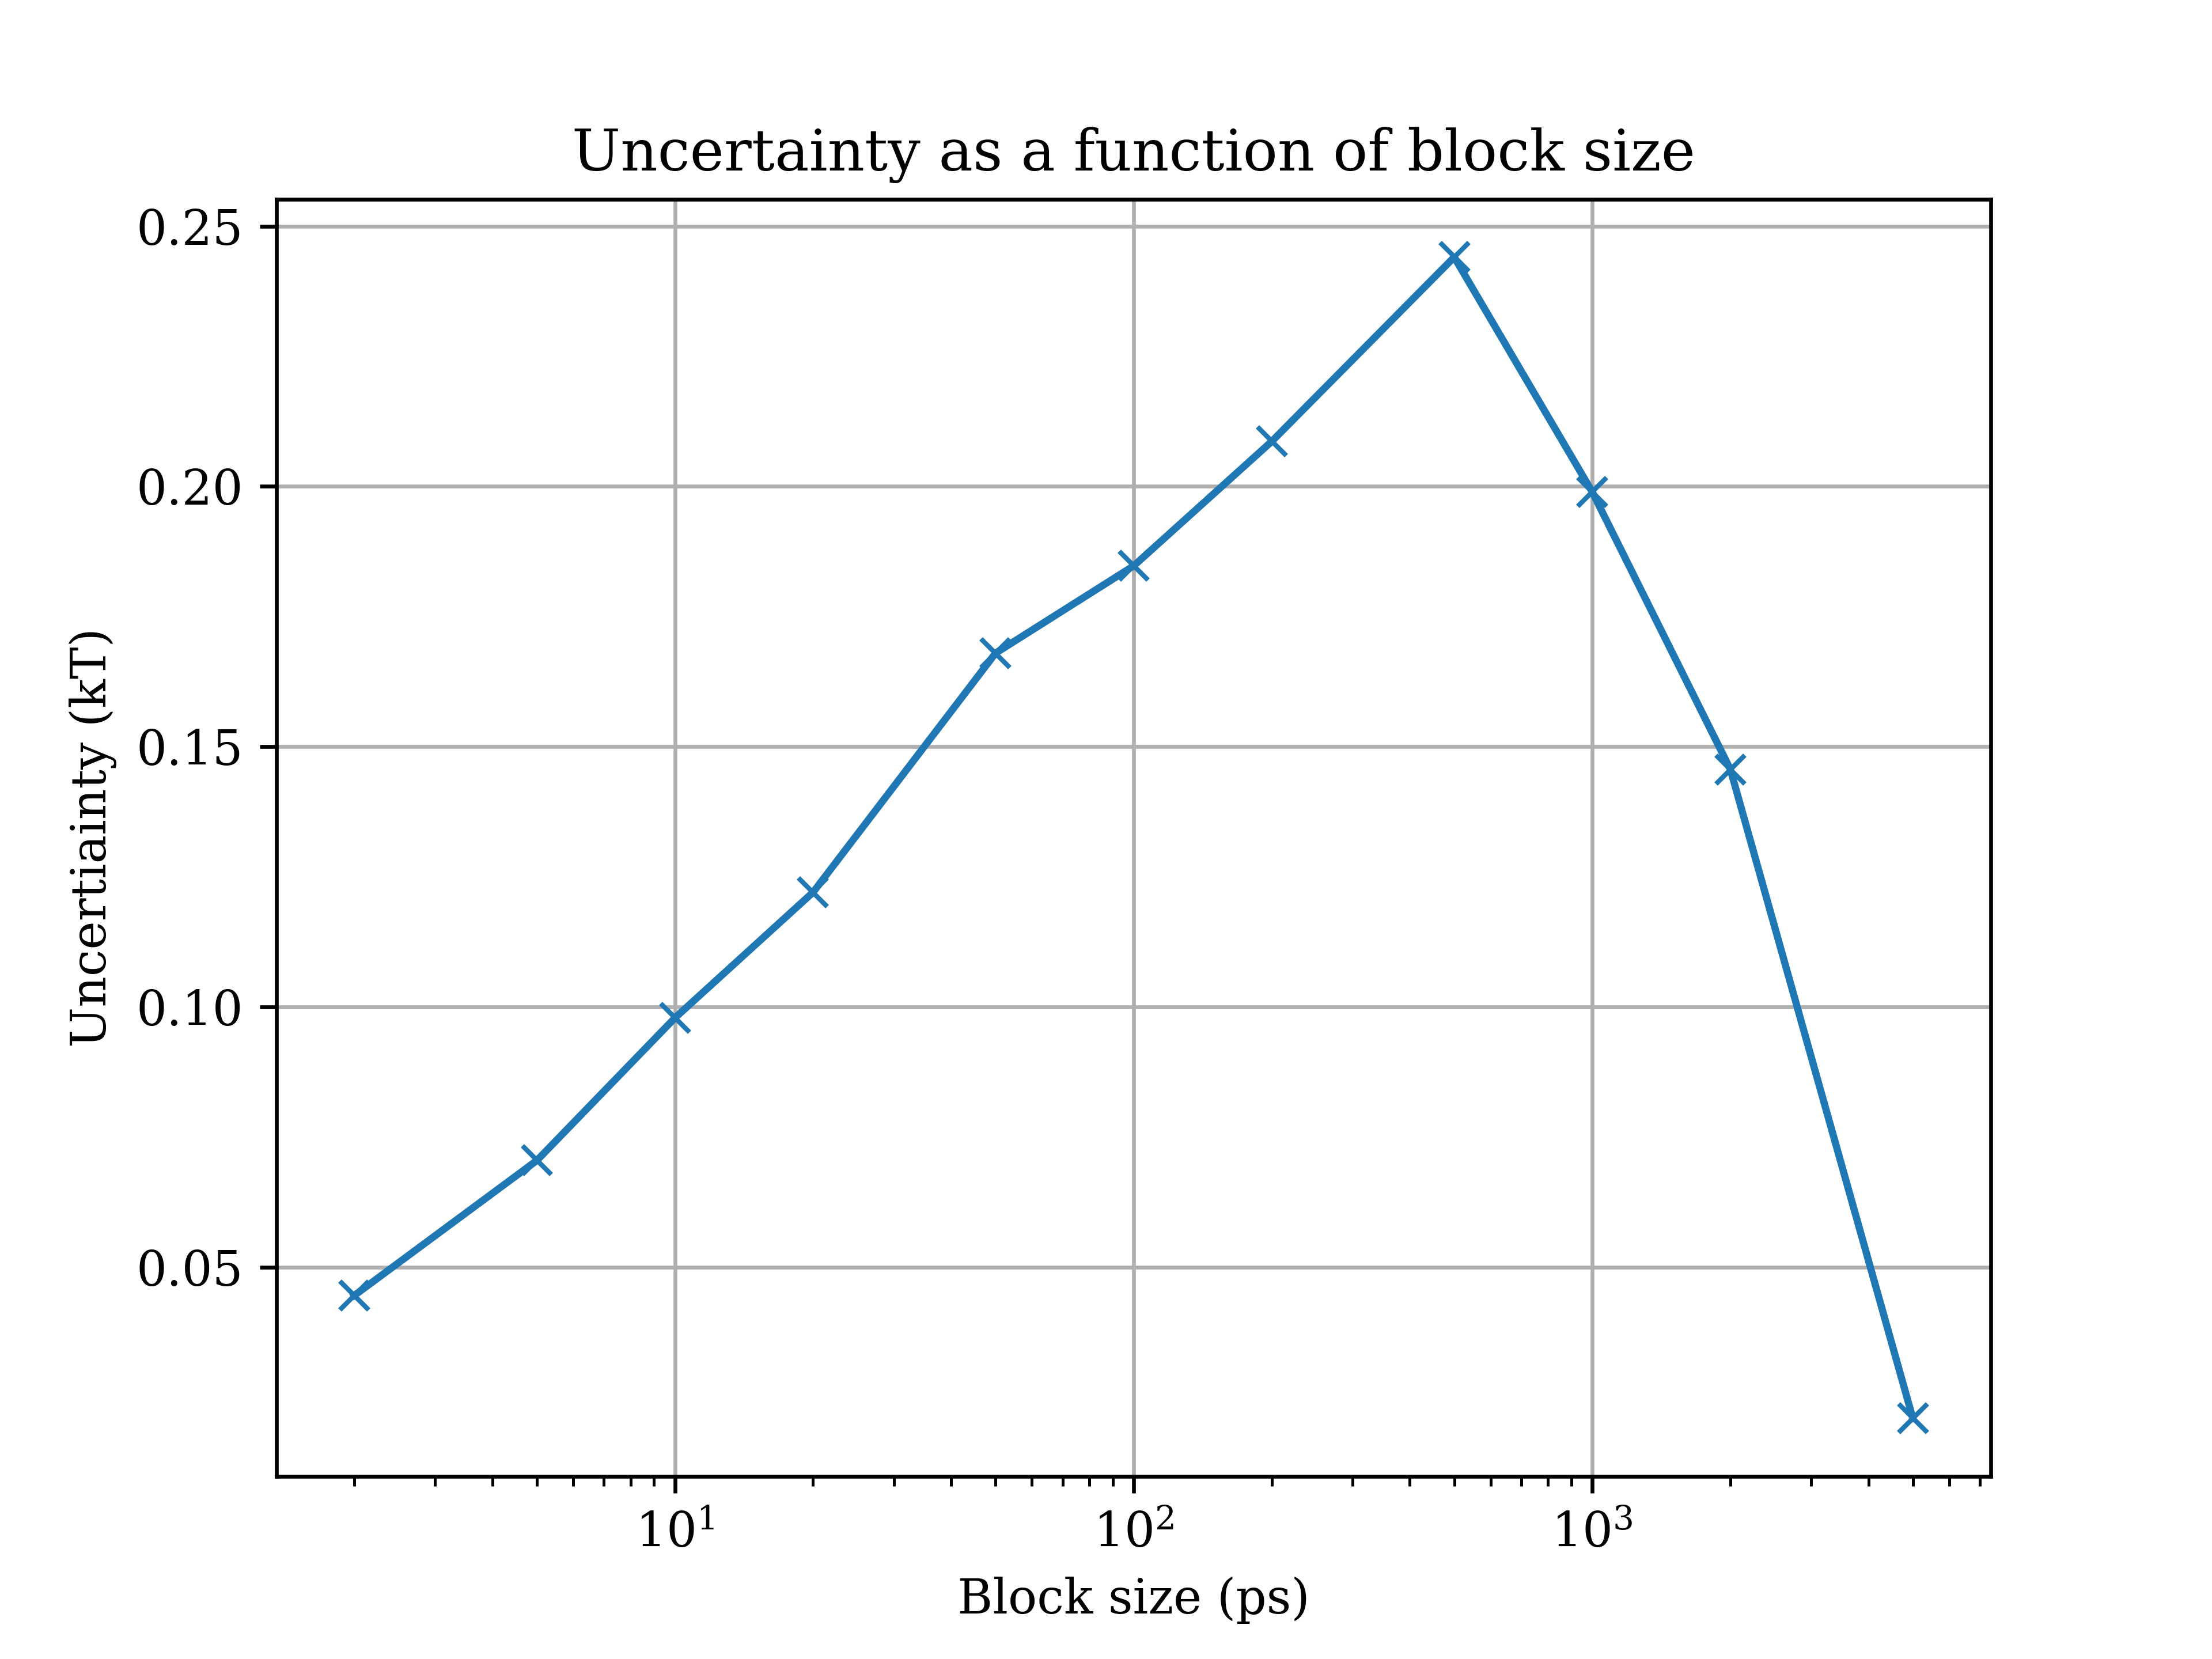 Uncertainty as a function of block size
0.25
0.20
0.15
0.10
0.05
Uncertiainty (kT)
10¹ 10² 10³
Block size (ps)